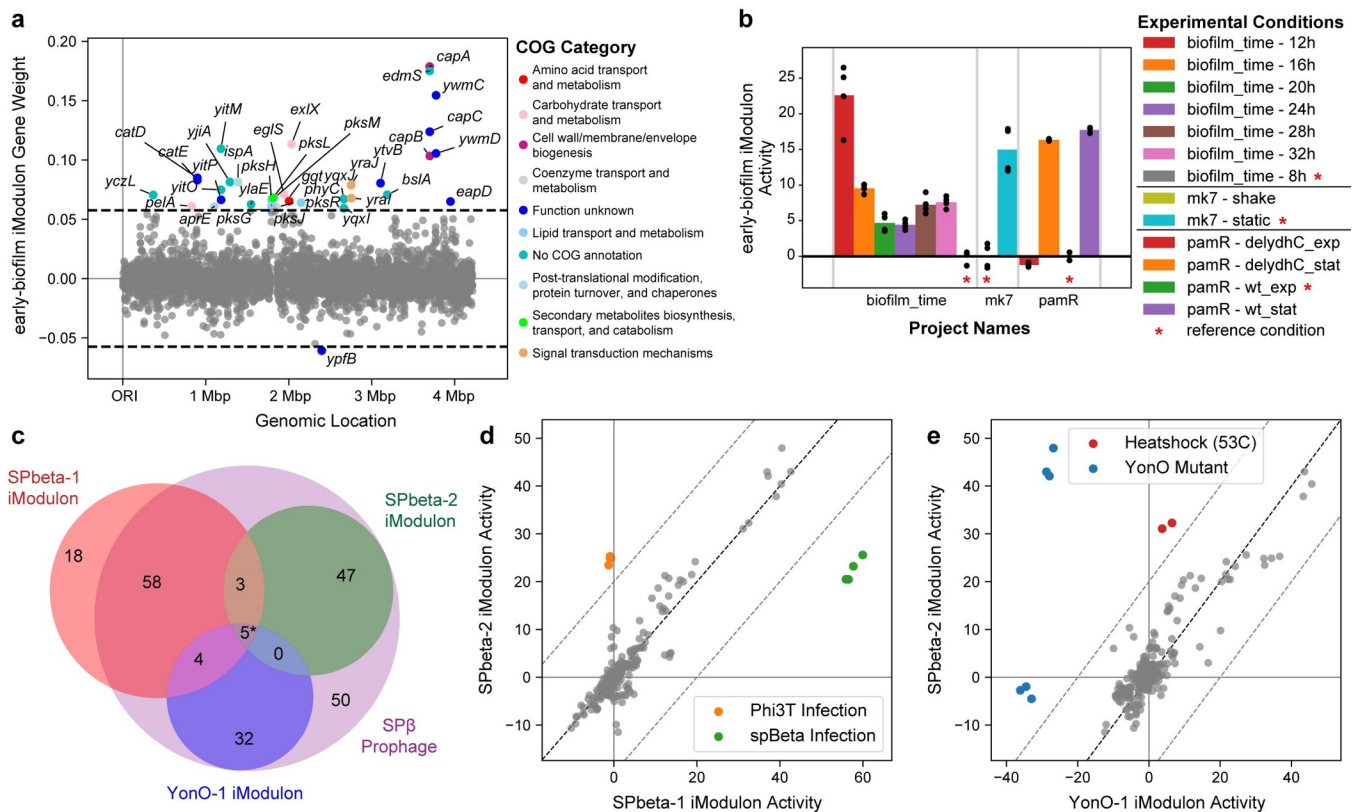 a
early-biofilm iModulon Gene Weight
0.20
0.15
0.10
0.05
0.00
−0.05
ORI
1 Mbp
2 Mbp
3 Mbp
4 Mbp
Genomic Location
capA
edmS
ywmC
capC
capB
ywmD
eapD
bslA
ytvB
yraJ
yraI
yqxJ
yqxI
ggt
phyC
pksR
pksM
pksL
pksJ
pksH
pksG
eglS
exlX
ylaE
ispA
yitM
yjiA
yitP
yitO
catD
catE
yczL
pelA
aprE
ypfB
COG Category
Amino acid transport
and metabolism
Carbohydrate transport
and metabolism
Cell wall/membrane/envelope
biogenesis
Coenzyme transport
and metabolism
Function unknown
Lipid transport and metabolism
No COG annotation
Post-translational modification,
protein turnover, and chaperones
Secondary metabolites biosynthesis,
transport, and catabolism
Signal transduction mechanisms
b
early-biofilm iModulon
Activity
25
20
15
10
5
0
* * *
biofilm_time
mk7
pamR
Project Names
Experimental Conditions
biofilm_time - 12h
biofilm_time - 16h
biofilm_time - 20h
biofilm_time - 24h
biofilm_time - 28h
biofilm_time - 32h
biofilm_time - 8h *
mk7 - shake
mk7 - static *
pamR - delydhC_exp
pamR - delydhC_stat
pamR - wt_exp *
pamR - wt_stat
* reference condition
c
SPbeta-1
iModulon
SPbeta-2
iModulon
18
58
3
47
5*
4
0
50
32
SPβ
Prophage
YonO-1 iModulon
d
SPbeta-2 iModulon Activity
50
40
30
20
10
0
−10
0
20
40
60
SPbeta-1 iModulon Activity
Phi3T Infection
spBeta Infection
e
SPbeta-2 iModulon Activity
50
40
30
20
10
0
−10
−40
−20
0
20
40
YonO-1 iModulon Activity
Heatshock (53C)
YonO Mutant